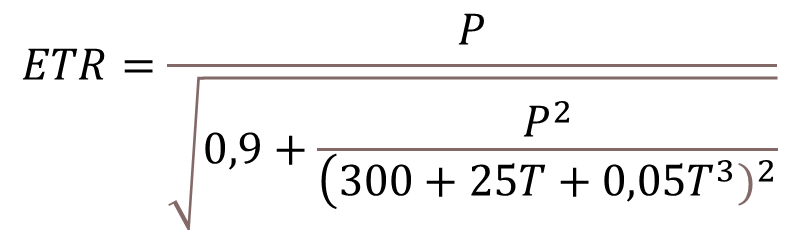 ETR = P / √(0,9 + P² / (300 + 25T + 0,05T³)²)